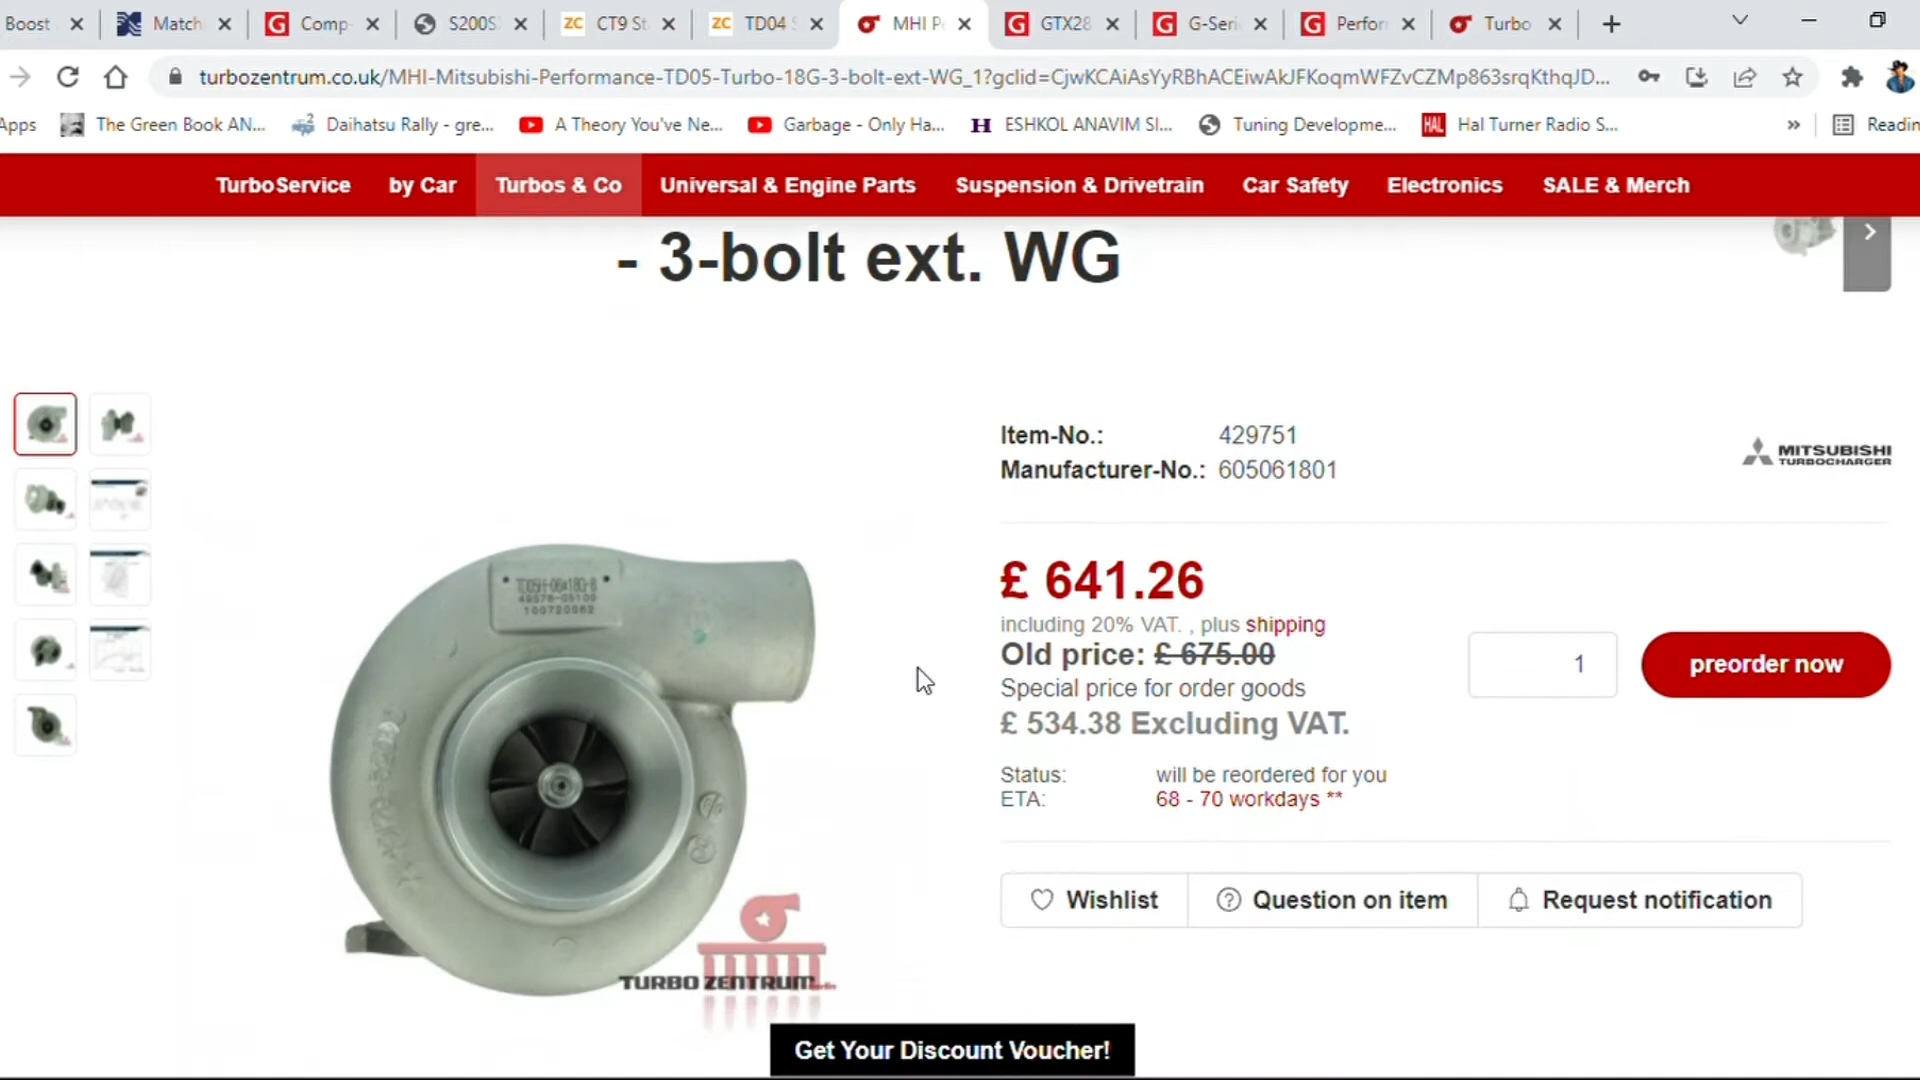 Boost
Match
Comp
S200S
CT9 St
TD04 S
MHI P
GTX28
G-Seri
Perfor
Turbo
turbozentrum.co.uk/MHI-Mitsubishi-Performance-TD05-Turbo-18G-3-bolt-ext-WG_1?gclid=CjwKCAiAsYyRBhACEiwAkJFKoqmWFZvCZMp863srqKthqJD...
Apps
The Green Book AN...
Daihatsu Rally - gre...
A Theory You've Ne...
Garbage - Only Ha...
ESHKOL ANAVIM SI...
Tuning Developme...
HAL
Hal Turner Radio S...
»
Readin
TurboService
by Car
Turbos & Co
Universal & Engine Parts
Suspension & Drivetrain
Car Safety
Electronics
SALE & Merch
- 3-bolt ext. WG
Item-No.: 429751
Manufacturer-No.: 605061801
MITSUBISHI
TURBOCHARGER
£ 641.26
including 20% VAT. , plus shipping
Old price: £ 675.00
Special price for order goods
£ 534.38 Excluding VAT.
1
preorder now
Status: will be reordered for you
ETA: 68 - 70 workdays **
Wishlist
Question on item
Request notification
TURBO ZENTRUM
Get Your Discount Voucher!